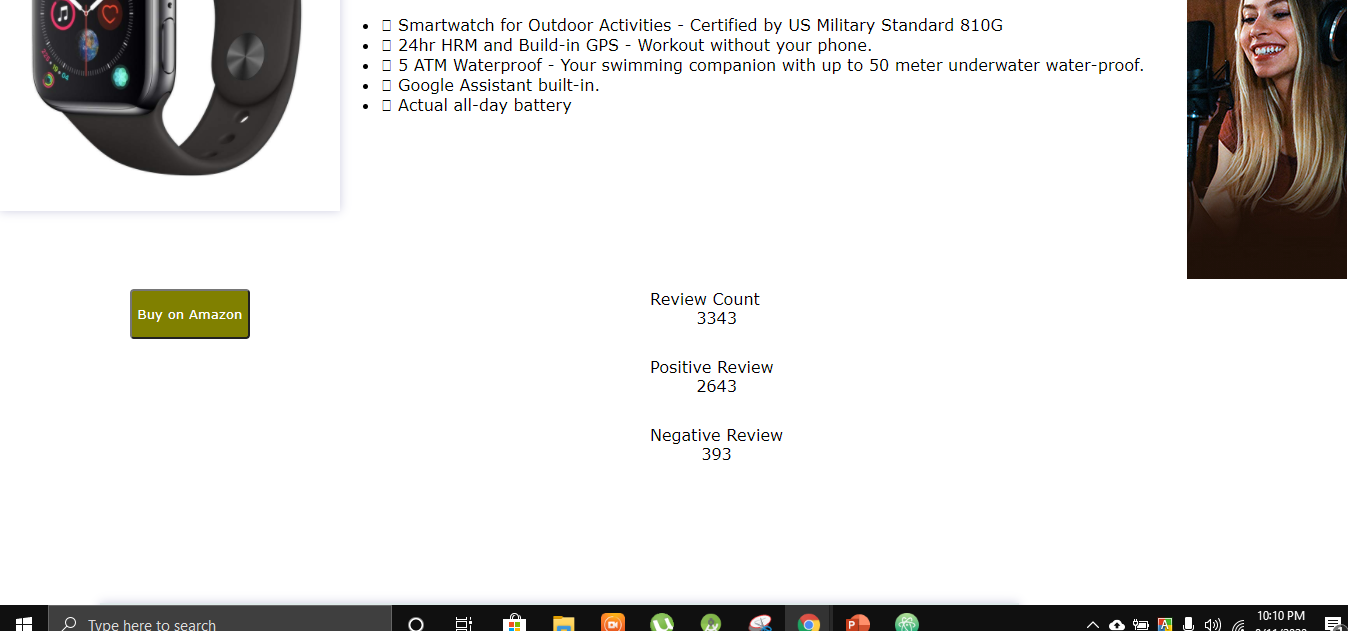 Smartwatch for Outdoor Activities - Certified by US Military Standard 810G
24hr HRM and Build-in GPS - Workout without your phone.
5 ATM Waterproof - Your swimming companion with up to 50 meter underwater water-proof.
Google Assistant built-in.
Actual all-day battery
Buy on Amazon
Review Count
3343
Positive Review
2643
Negative Review
393
Type here to search
10:10 PM